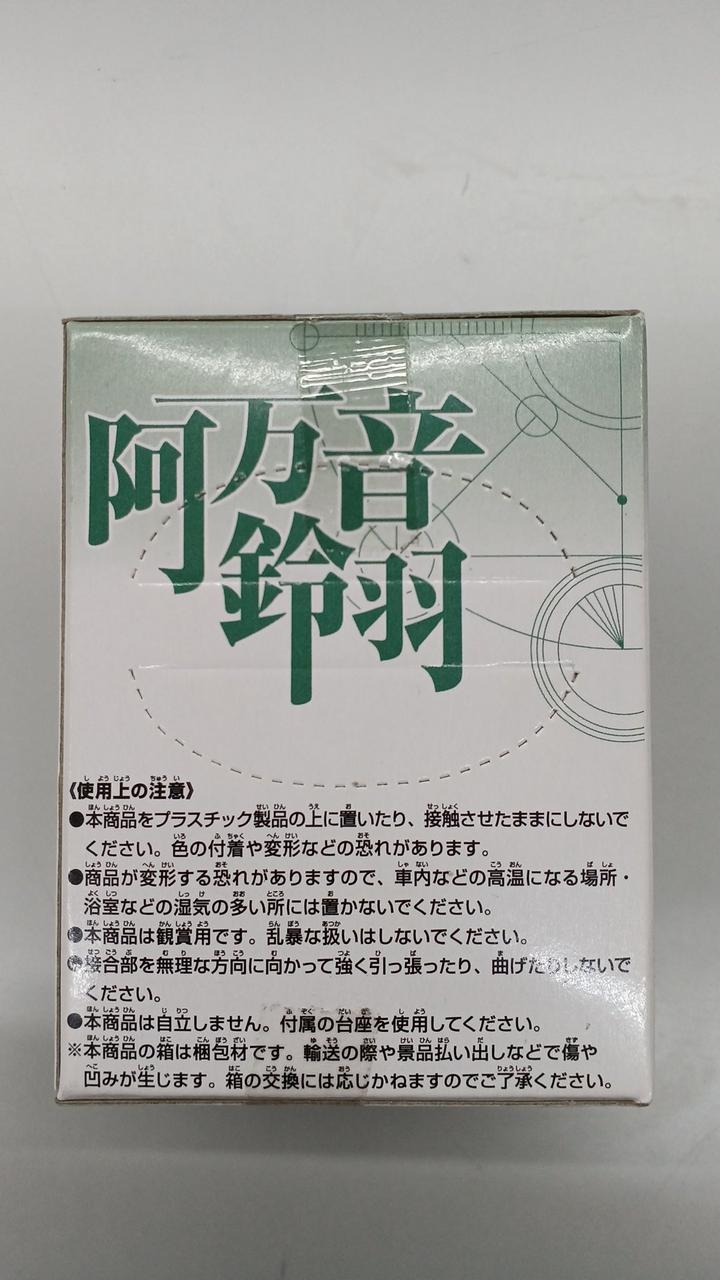 阿万音
鈴羽
《使用上の注意》
●本商品をプラスチック製品の上に置いたり、接触させたままにしないで
ください。色の付着や変形などの恐れがあります。
●商品が変形する恐れがありますので、車内などの高温になる場所・
浴室などの湿気の多い所には置かないでください。
●本商品は観賞用です。乱暴な扱いはしないでください。
●接合部を無理な方向に向かって強く引っ張ったり、曲げたりしないで
ください。
●本商品は自立しません。付属の台座を使用してください。
※本商品の箱は梱包材です。輸送の際や景品払い出しなどで傷や
凹みが生じます。箱の交換には応じかねますのでご了承ください。